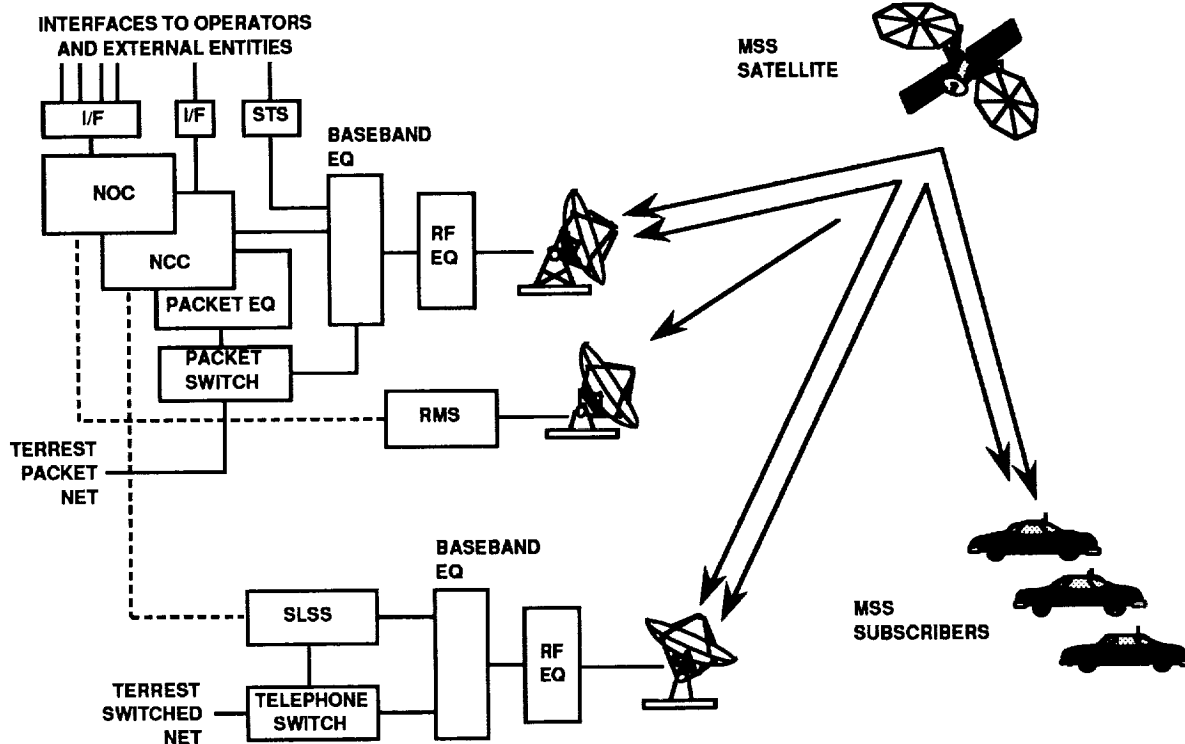 INTERFACES TO OPERATORS
AND EXTERNAL ENTITIES
MSS
SATELLITE
I/F
I/F
STS
BASEBAND
EQ
NOC
NCC
RF
EQ
PACKET EQ
PACKET
SWITCH
RMS
TERREST
PACKET
NET
BASEBAND
EQ
SLSS
RF
EQ
MSS
SUBSCRIBERS
TERREST
SWITCHED
NET
TELEPHONE
SWITCH